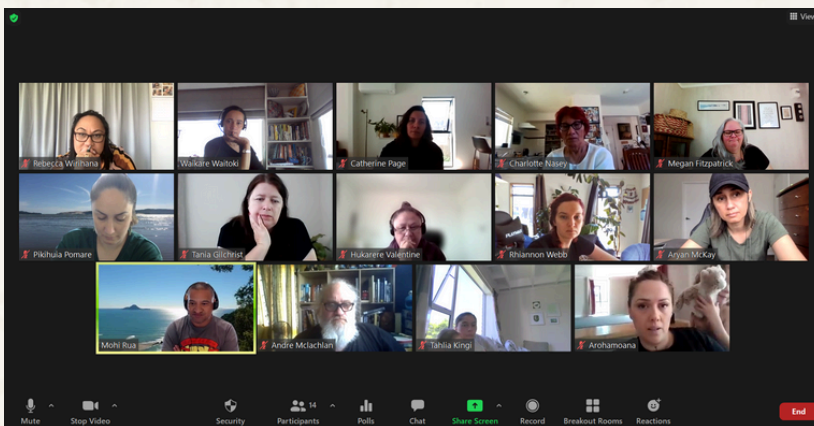 View
Rebecca Wirihana
Waikare Waitoki
Catherine Page
Charlotte Nasey
Megan Fitzpatrick
Pikihuia Pomare
Tania Gilchrist
Hukarere Valentine
Rhiannon Webb
Aryan McKay
Mohi Rua
Andre Mclachlan
Tahlia Kingi
Arohamoana
Mute
Stop Video
Security
14
Participants
Polls
Chat
Share Screen
Record
Breakout Rooms
Reactions
End